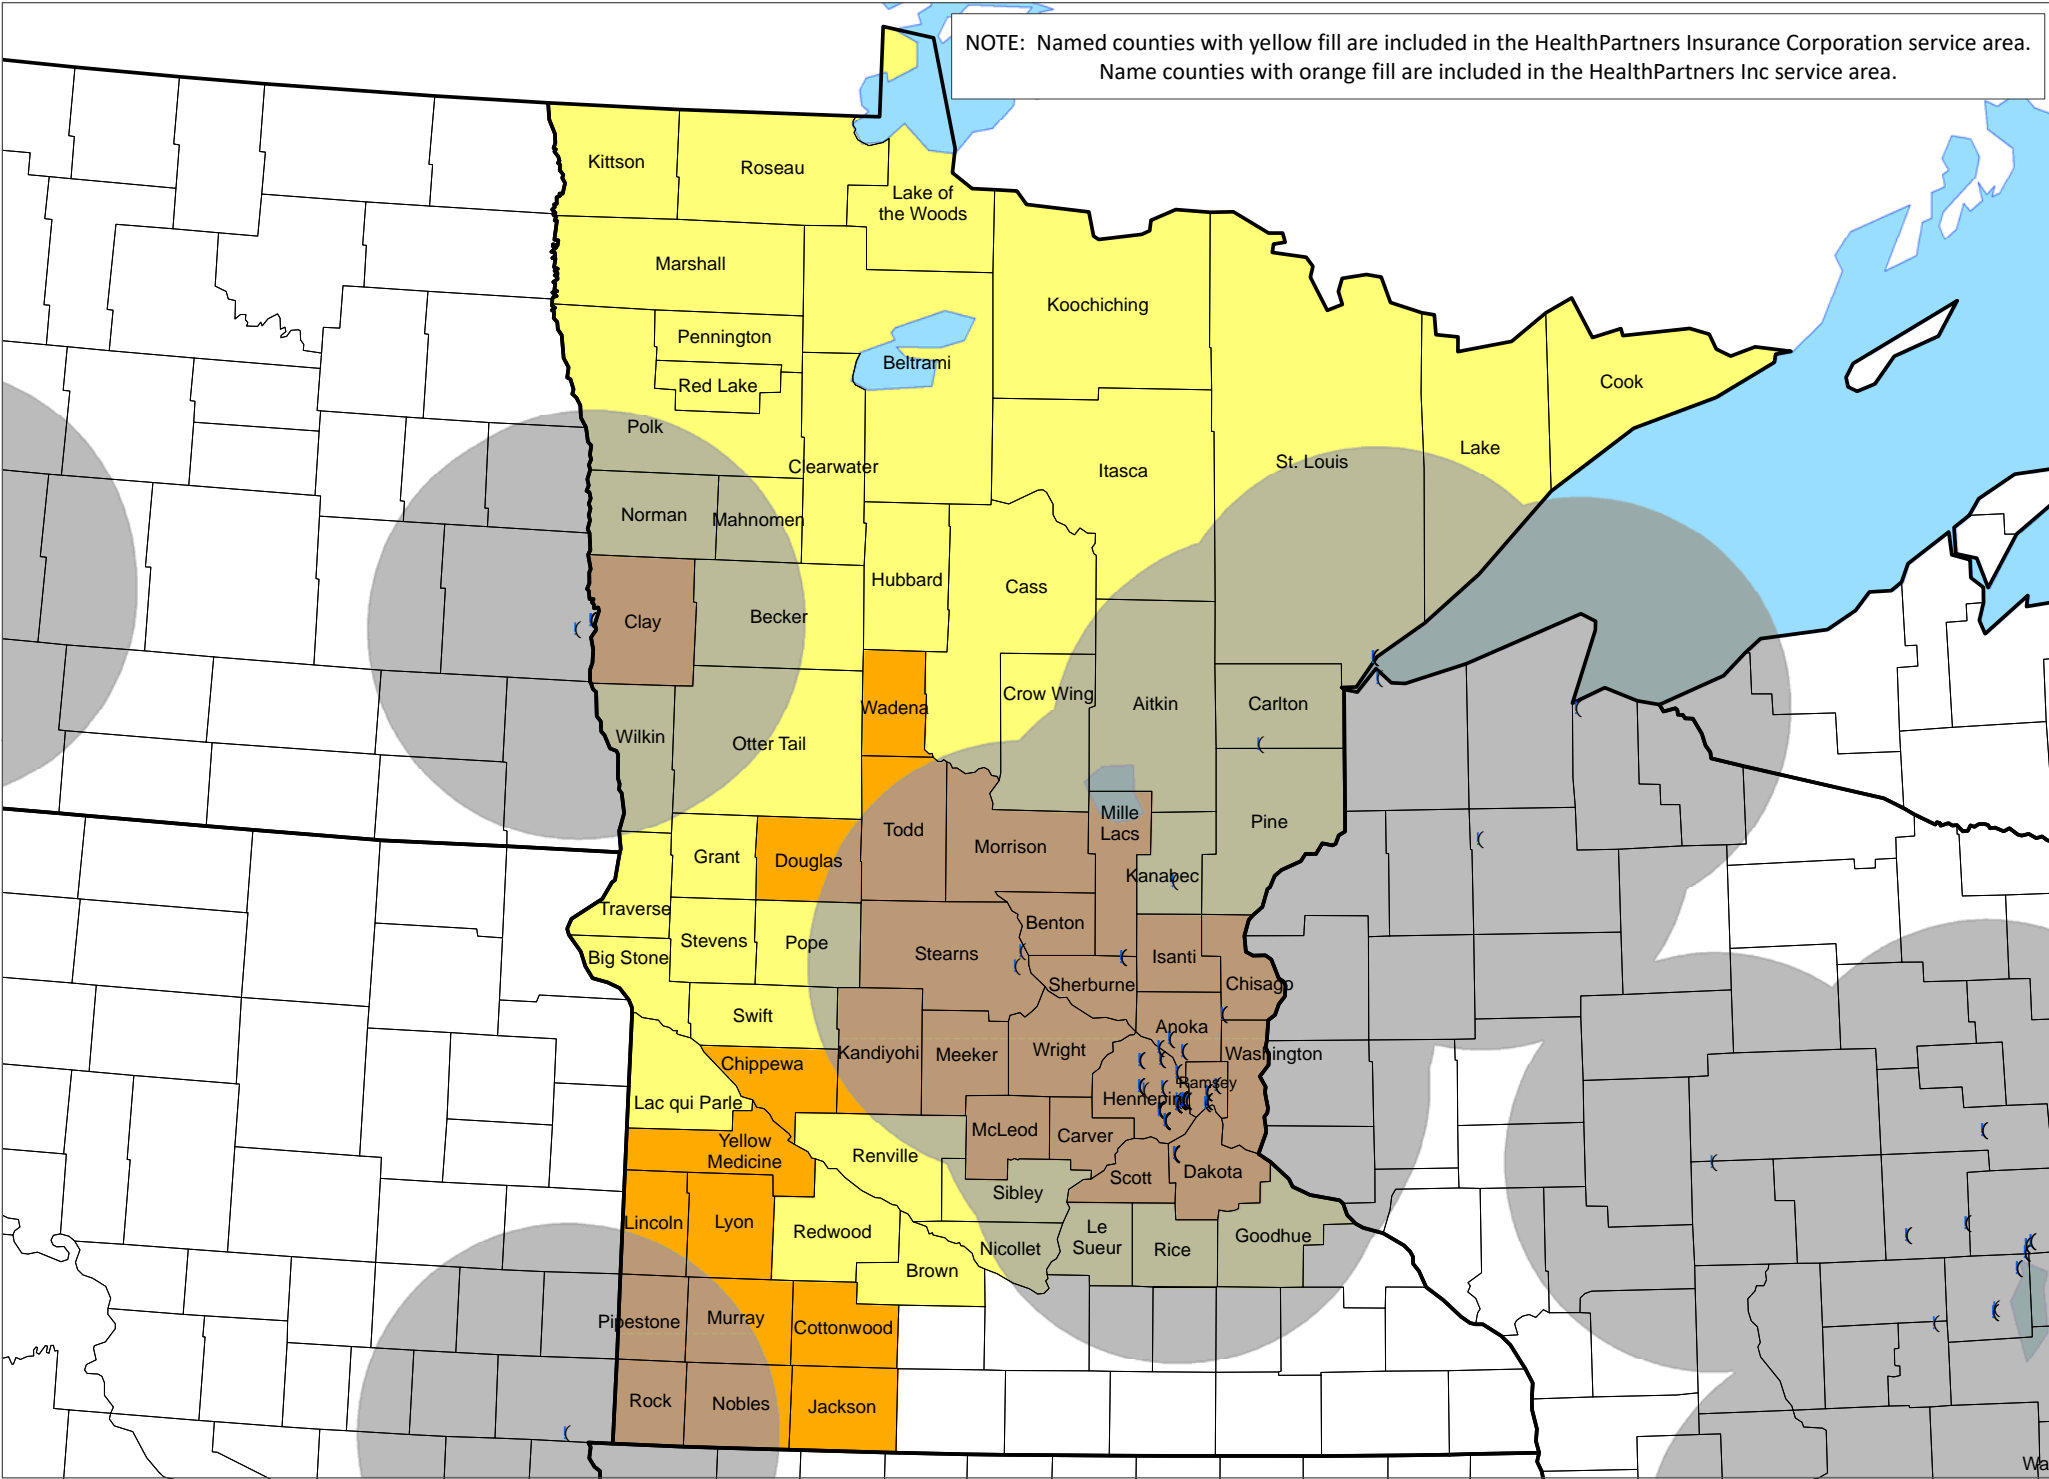 NOTE: Named counties with yellow fill are included in the HealthPartners Insurance Corporation service area.
Name counties with orange fill are included in the HealthPartners Inc service area.
Kittson
Roseau
Lake of
the Woods
Marshall
Koochiching
Pennington
Beltrami
Red Lake
Cook
Polk
Clearwater
Itasca
St. Louis
Lake
Norman
Mahnomen
Hubbard
Cass
Clay
Becker
Wadena
Crow Wing
Aitkin
Carlton
Wilkin
Otter Tail
Mille
Lacs
Pine
Todd
Morrison
Grant
Douglas
Kanabec
Traverse
Benton
Stevens
Pope
Stearns
Isanti
Big Stone
Sherburne
Chisago
Swift
Anoka
Kandiyohi
Meeker
Wright
Washington
Chippewa
Ramsey
Hennepin
Lac qui Parle
McLeod
Carver
Yellow
Medicine
Renville
Scott
Dakota
Sibley
Lincoln
Lyon
Redwood
Nicollet
Le
Sueur
Rice
Goodhue
Brown
Pipestone
Murray
Cottonwood
Rock
Nobles
Jackson
Wa